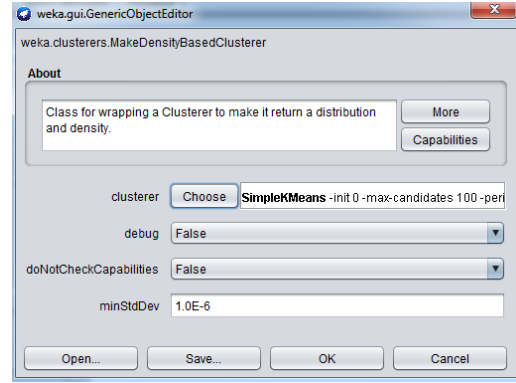 weka.gui.GenericObjectEditor
weka.clusterers.MakeDensityBasedClusterer
About
Class for wrapping a Clusterer to make it return a distribution
and density.
More
Capabilities
clusterer Choose SimpleKMeans -init 0 -max-candidates 100 -peri
debug False
doNotCheckCapabilities False
minStdDev 1.0E-6
Open... Save... OK Cancel